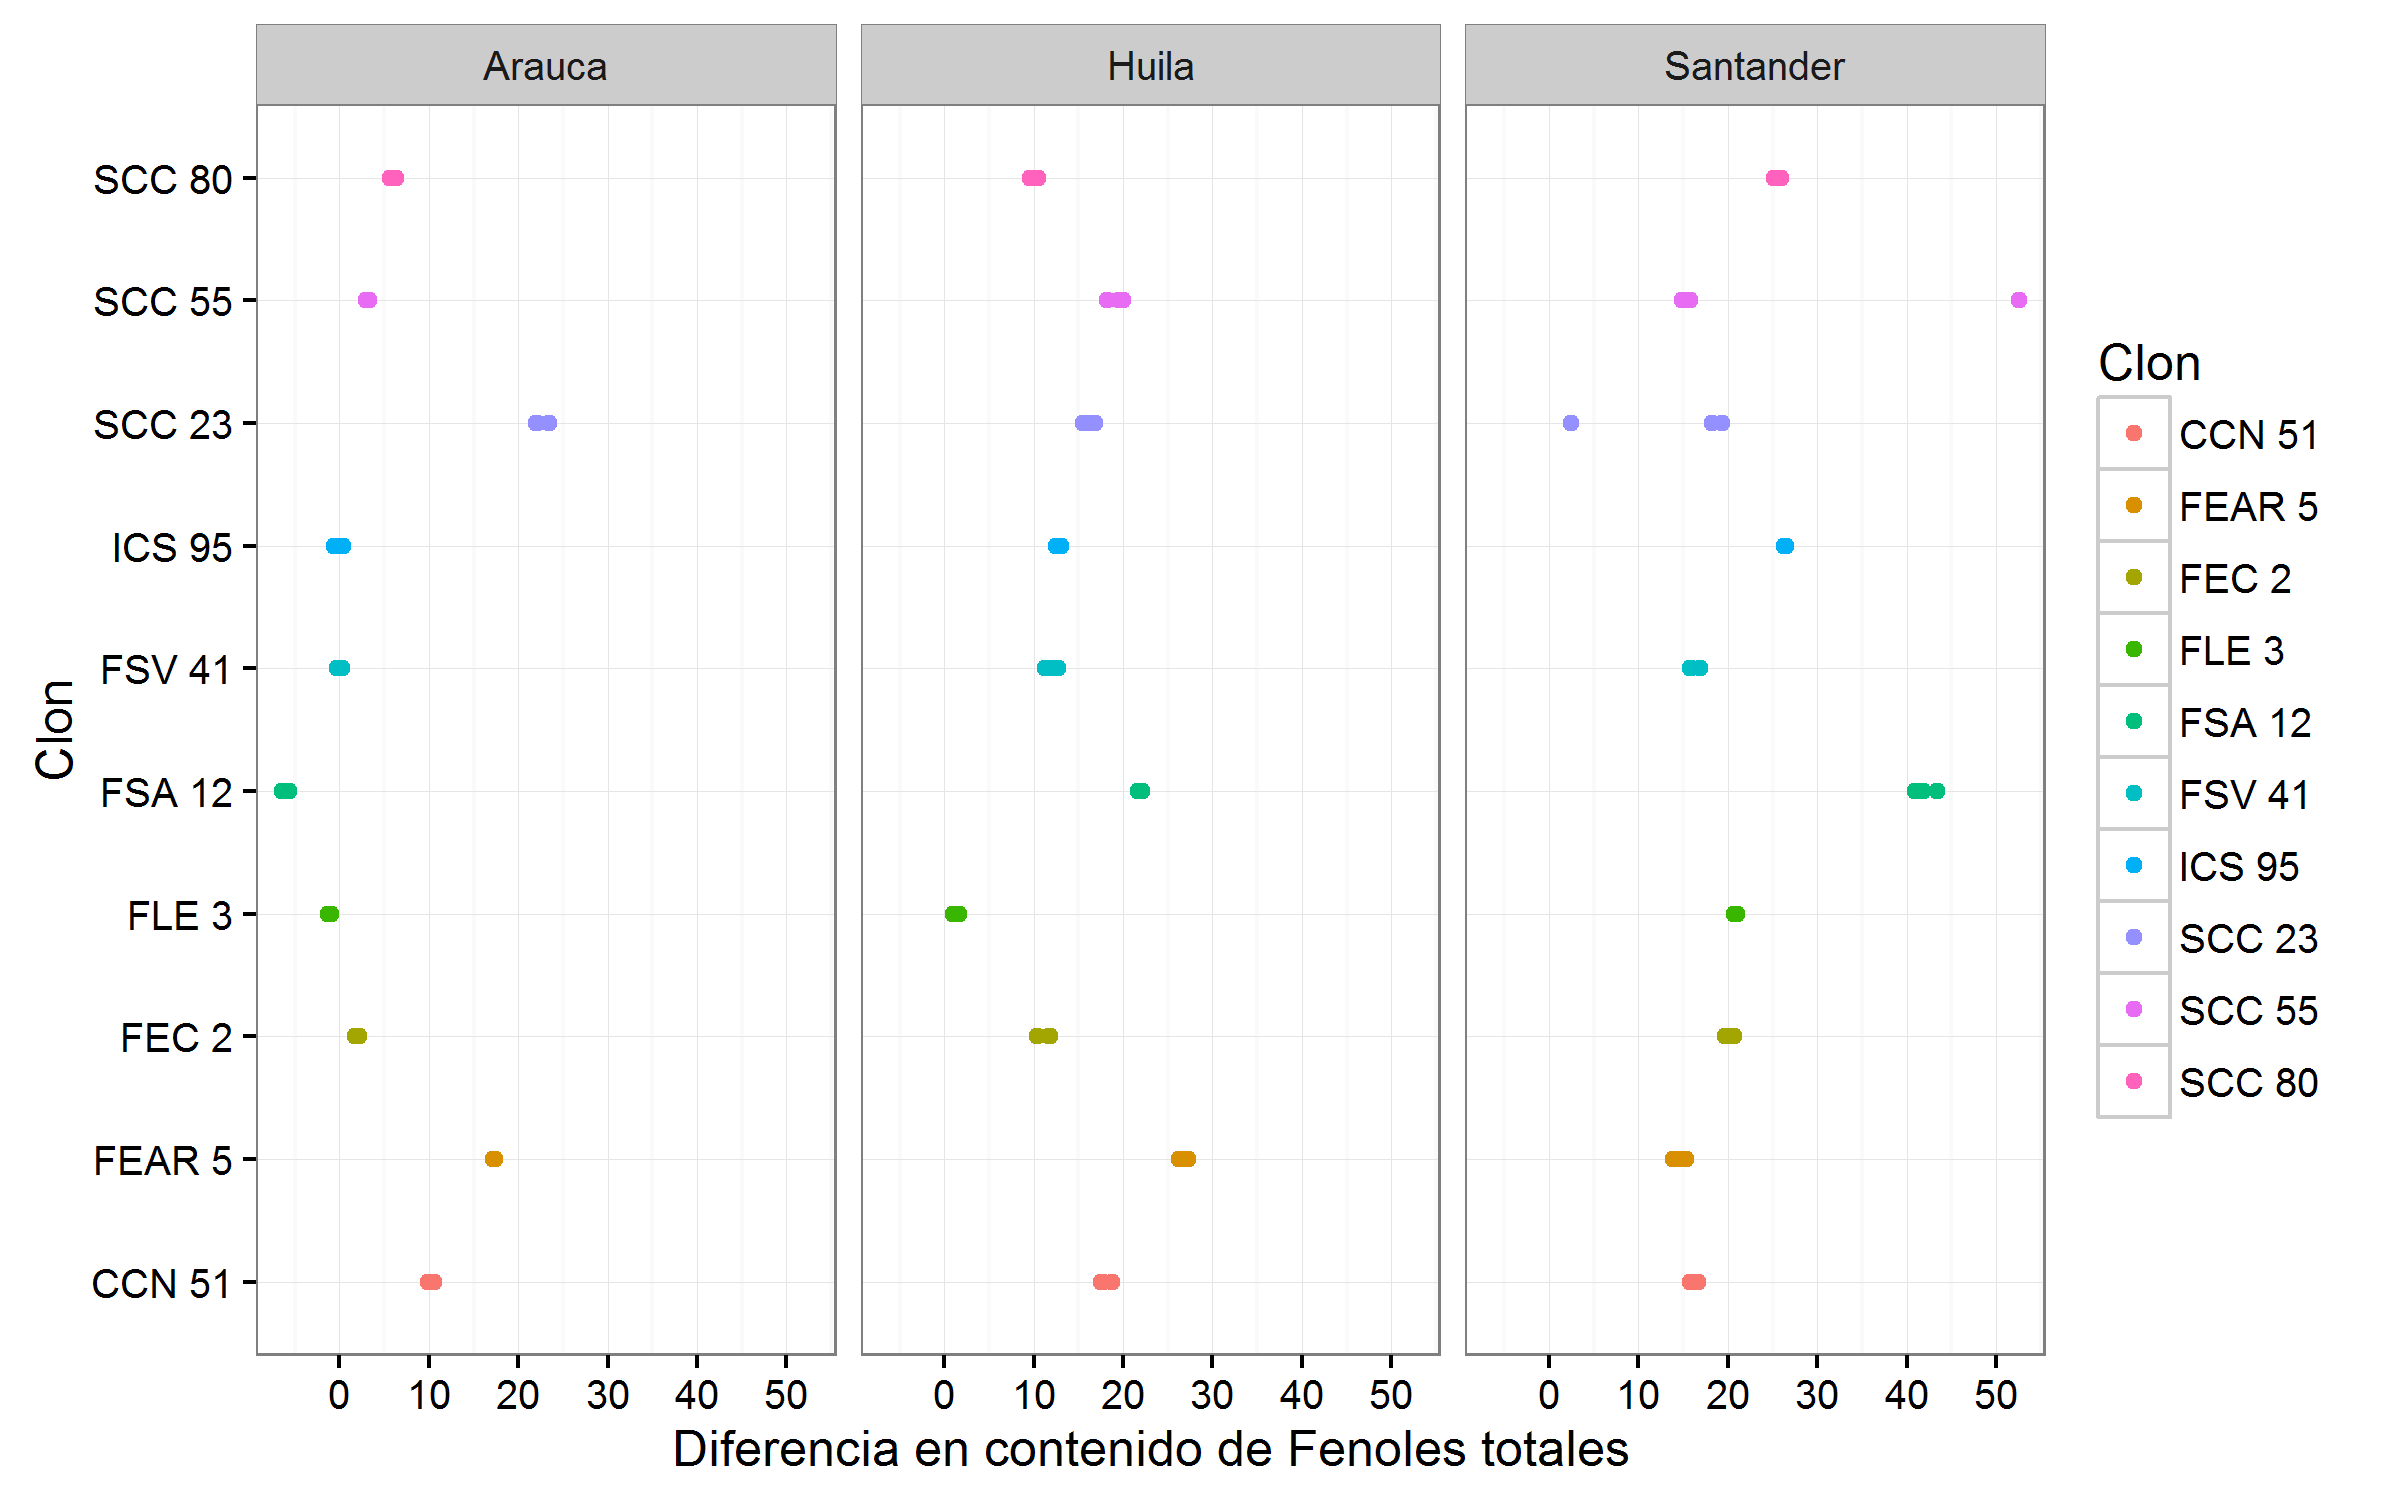 Arauca
Huila
Santander
Clon
SCC 80
SCC 55
SCC 23
ICS 95
FSV 41
FSA 12
FLE 3
FEC 2
FEAR 5
CCN 51
0 10 20 30 40 50
0 10 20 30 40 50
0 10 20 30 40 50
Diferencia en contenido de Fenoles totales
Clon
CCN 51
FEAR 5
FEC 2
FLE 3
FSA 12
FSV 41
ICS 95
SCC 23
SCC 55
SCC 80